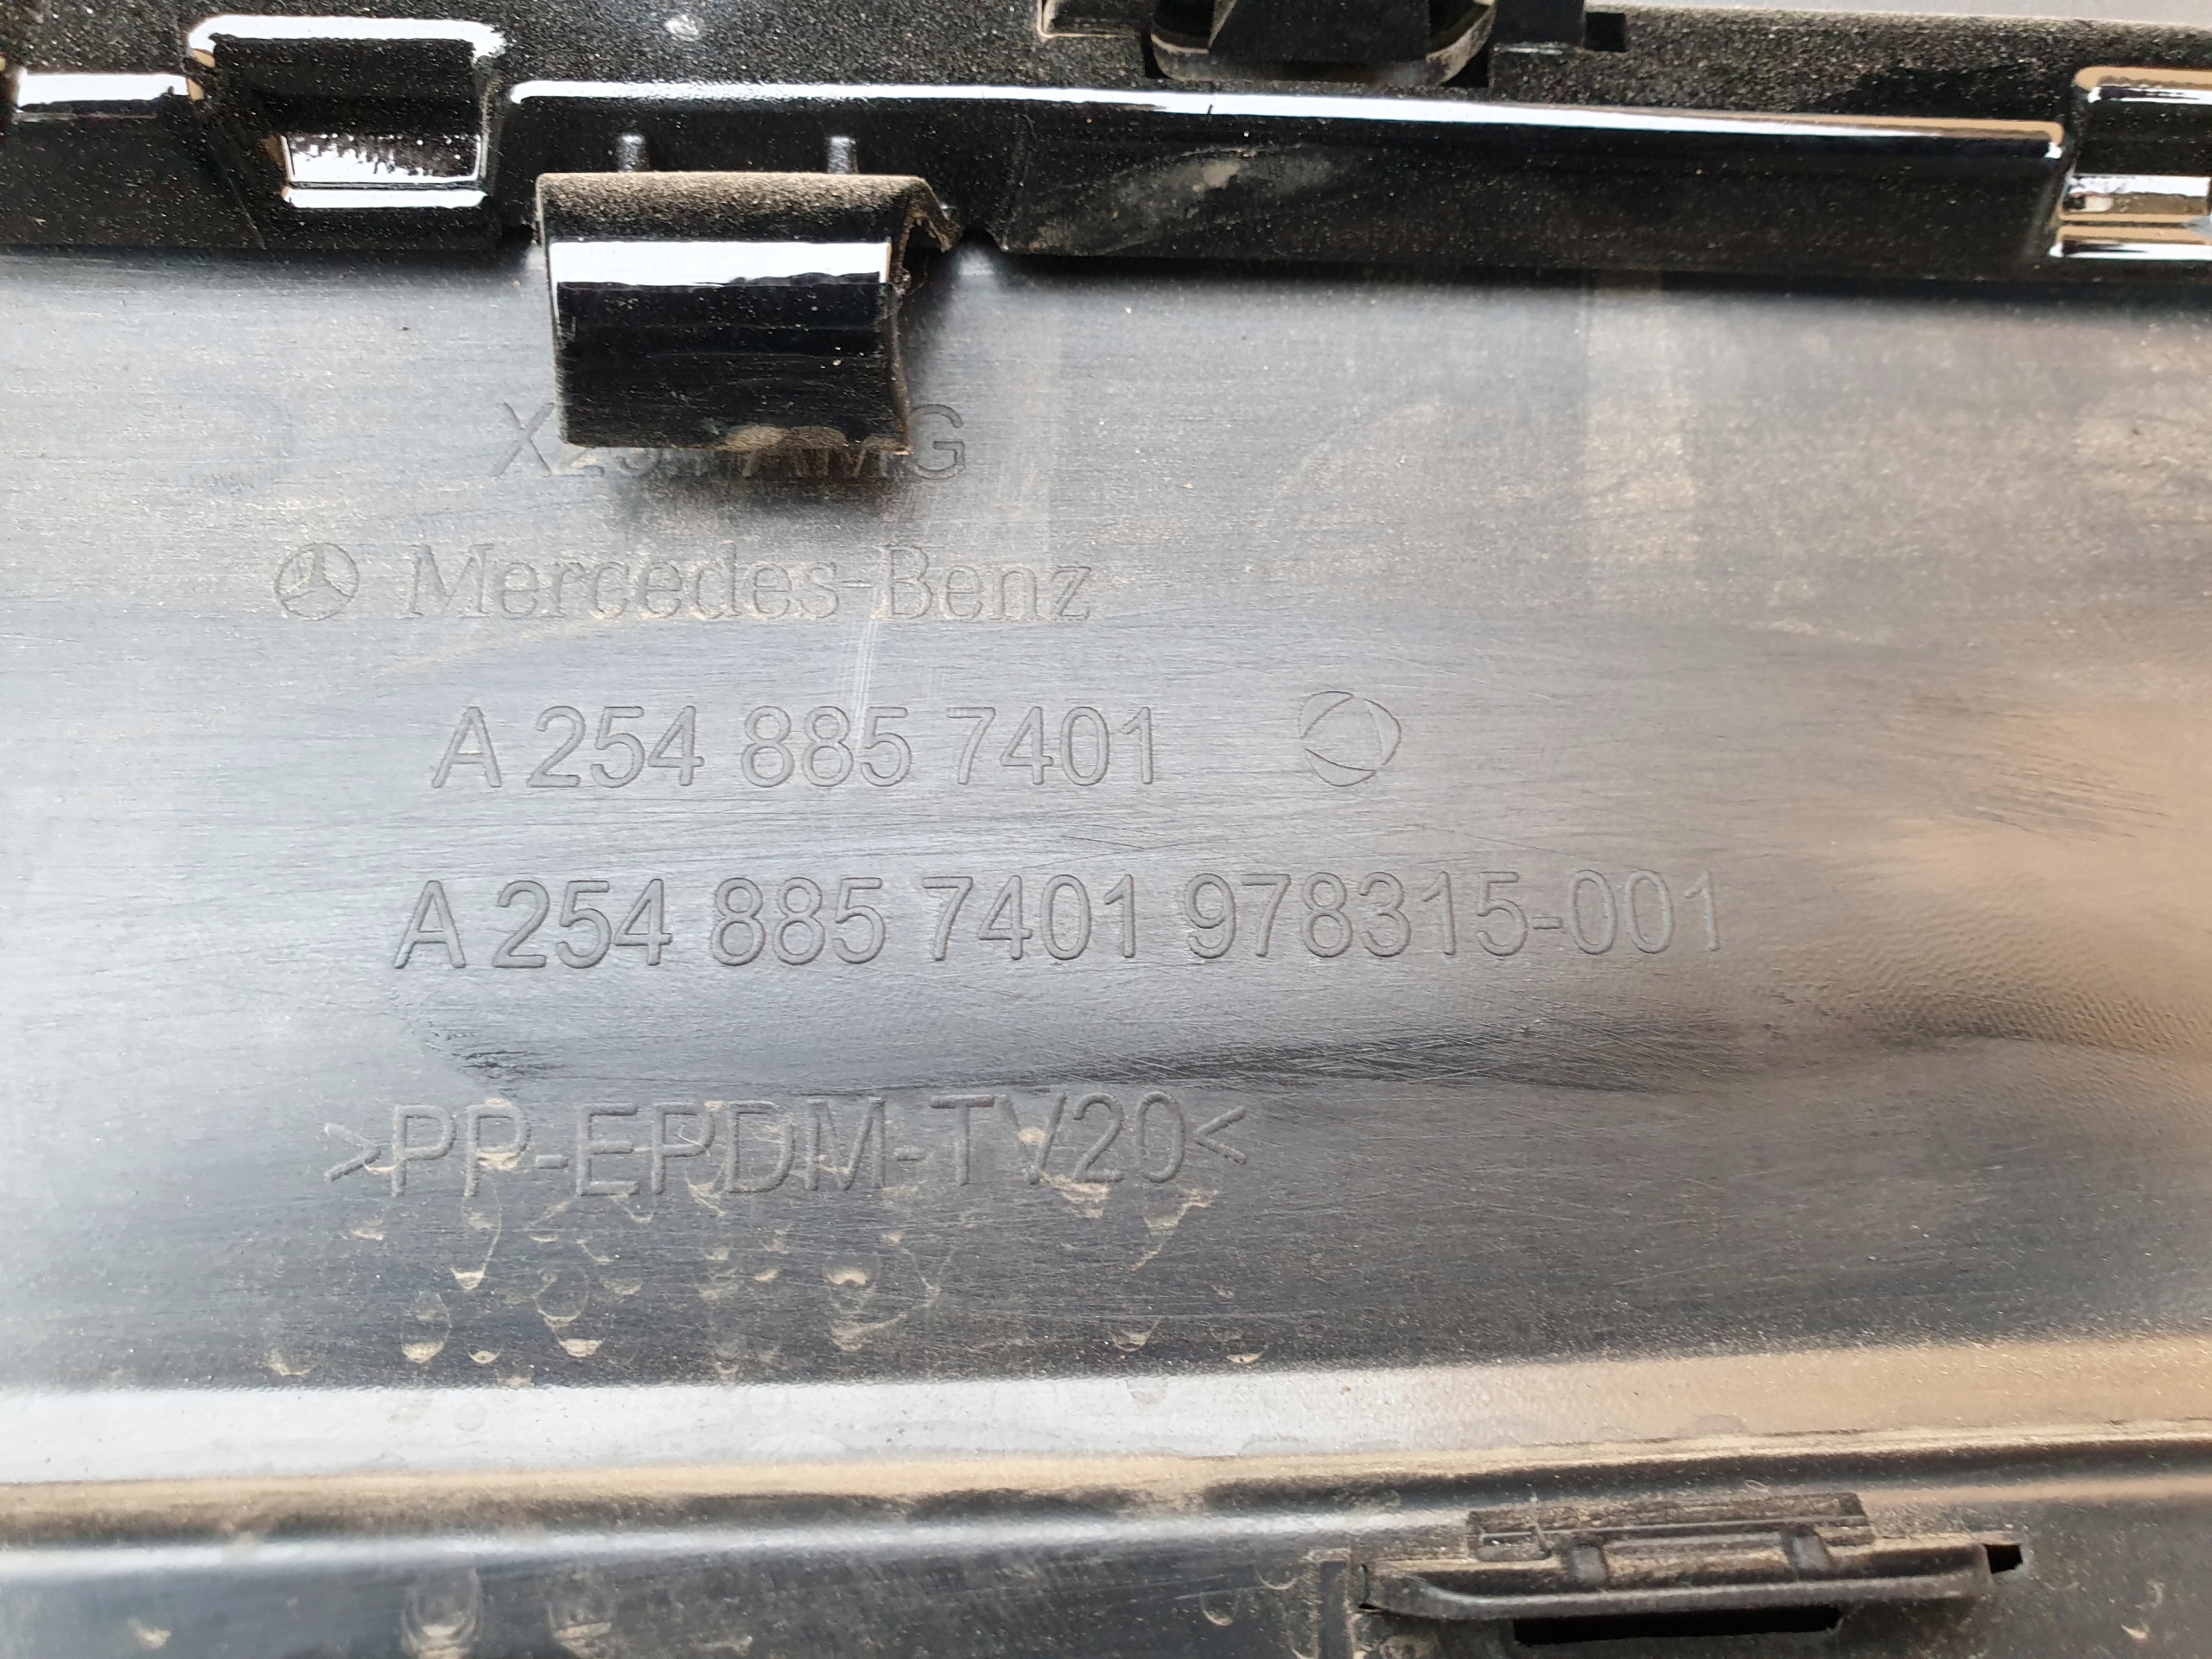 Mercedes-Benz
A 254 885 7401
A 254 885 7401 978315-001
>PP-EPDM-TV20<